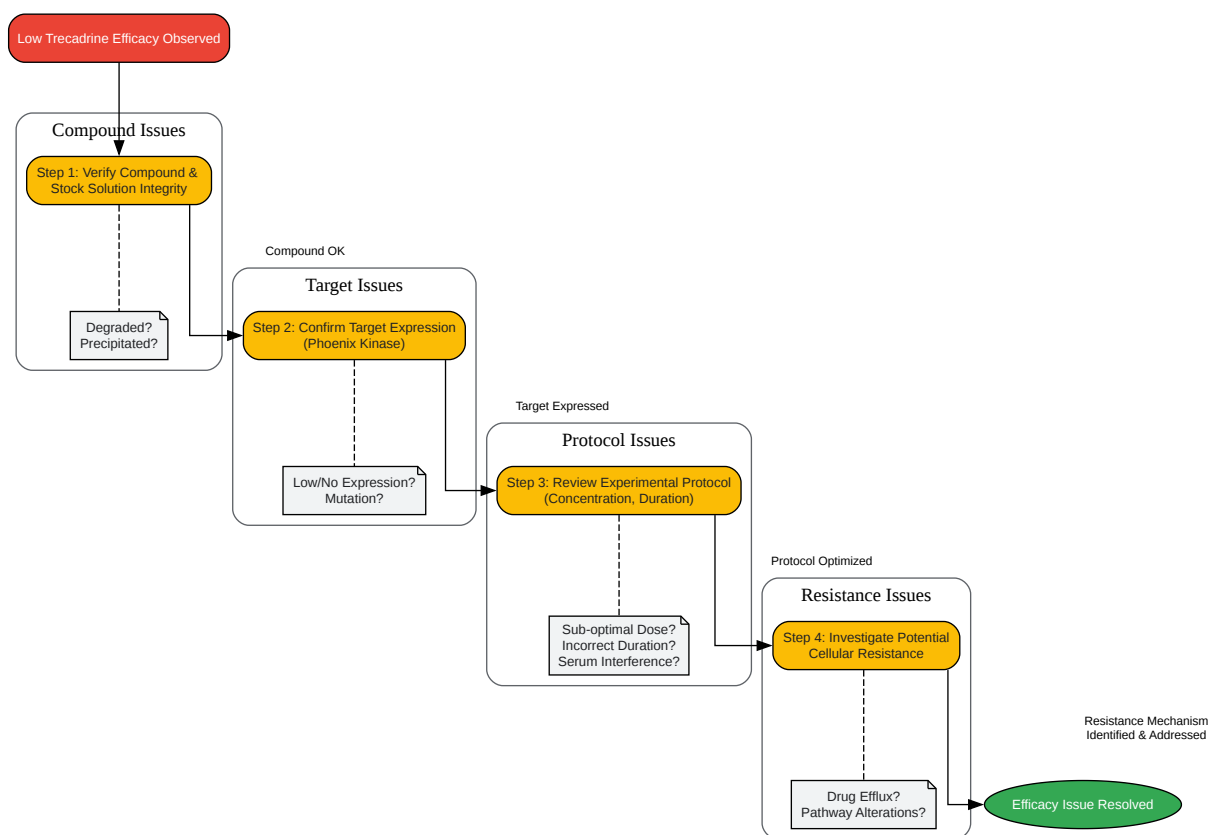 Low Trecadrine Efficacy Observed
Compound Issues
Step 1: Verify Compound &
Stock Solution Integrity
Degraded?
Precipitated?
Compound OK
Target Issues
Step 2: Confirm Target Expression
(Phoenix Kinase)
Low/No Expression?
Mutation?
Target Expressed
Protocol Issues
Step 3: Review Experimental Protocol
(Concentration, Duration)
Sub-optimal Dose?
Incorrect Duration?
Serum Interference?
Protocol Optimized
Resistance Issues
Step 4: Investigate Potential
Cellular Resistance
Drug Efflux?
Pathway Alterations?
Resistance Mechanism
Identified & Addressed
Efficacy Issue Resolved